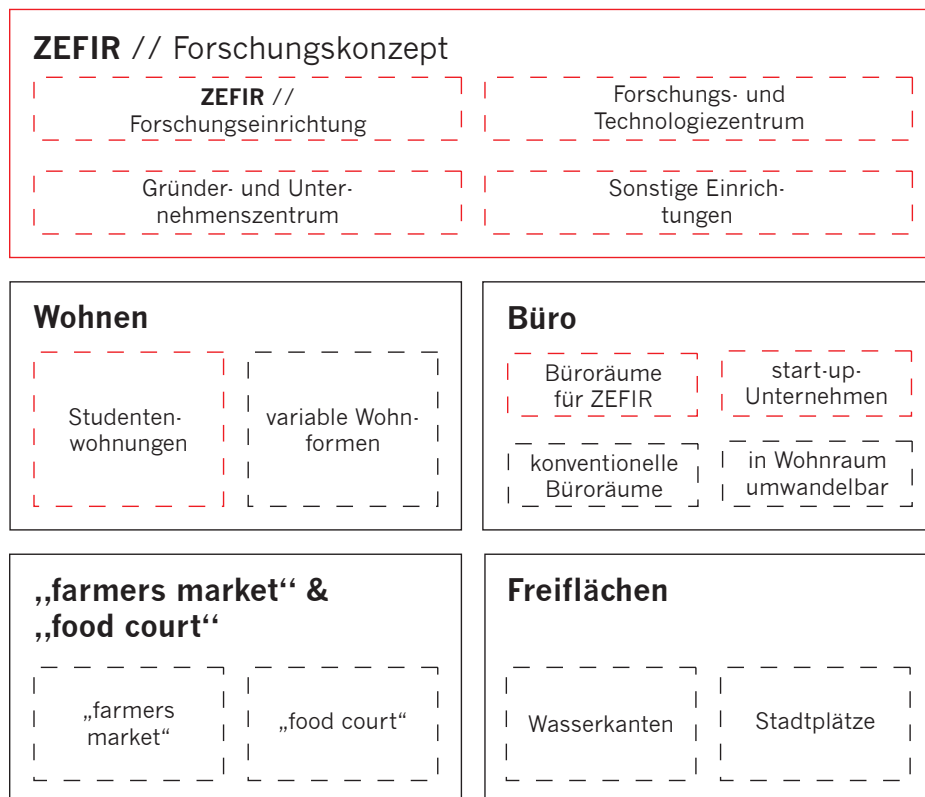 ZEFIR // Forschungskonzept
ZEFIR //
Forschungseinrichtung
Forschungs- und
Technologiezentrum
Gründer- und Unter-
nehmenszentrum
Sonstige Einrich-
tungen
Wohnen
Studenten-
wohnungen
variable Wohn-
formen
Büro
Büroräume
für ZEFIR
start-up-
Unternehmen
konventionelle
Büroräume
in Wohnraum
umwandelbar
,,farmers market‘‘ &
,,food court‘‘
„farmers
market“
„food court“
Freiflächen
Wasserkanten
Stadtplätze